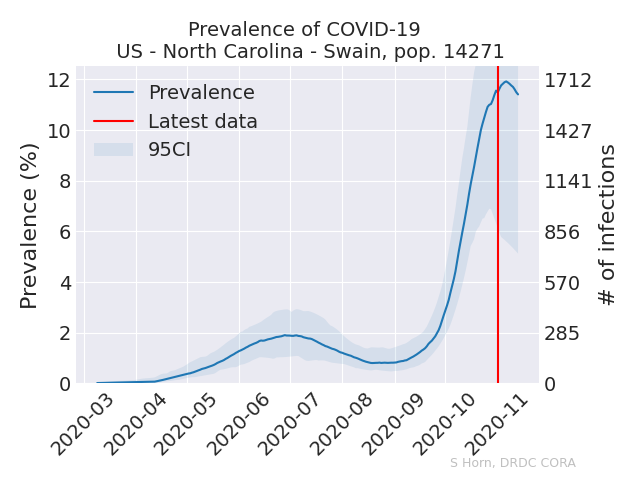 Prevalence of COVID-19
US - North Carolina - Swain, pop. 14271
Prevalence (%)
12
10
8
6
4
2
0
Prevalence
Latest data
95CI
1712
1427
1141
856
570
285
0
# of infections
2020-03
2020-04
2020-05
2020-06
2020-07
2020-08
2020-09
2020-10
2020-11
S Horn, DRDC CORA